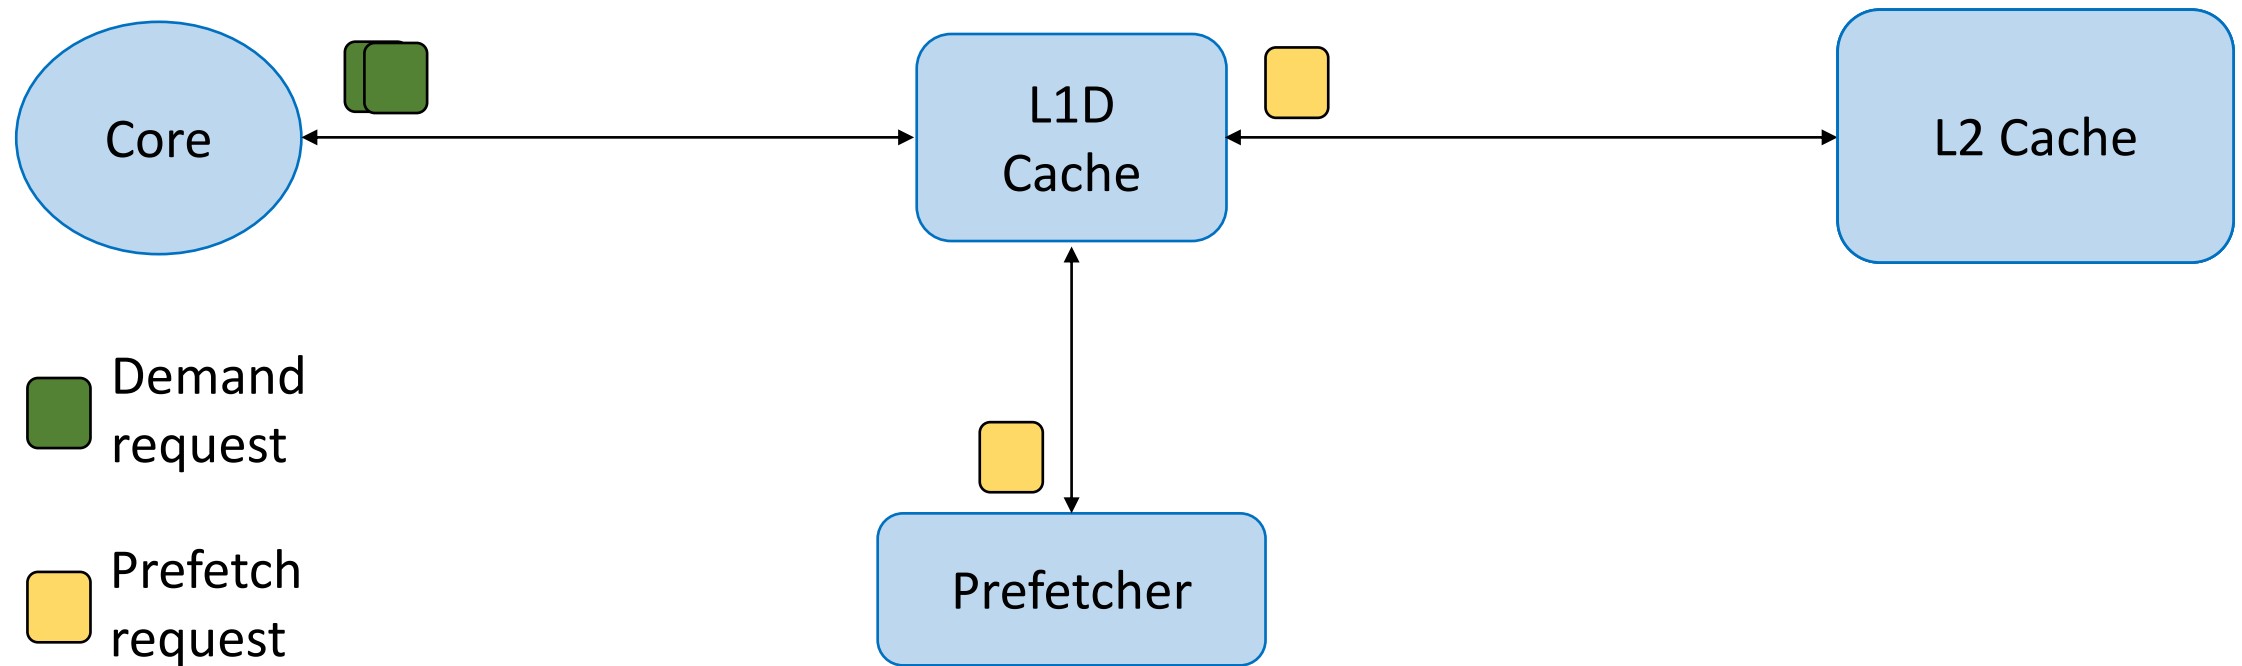 Core
L1D
Cache
L2 Cache
Demand
request
Prefetch
request
Prefetcher